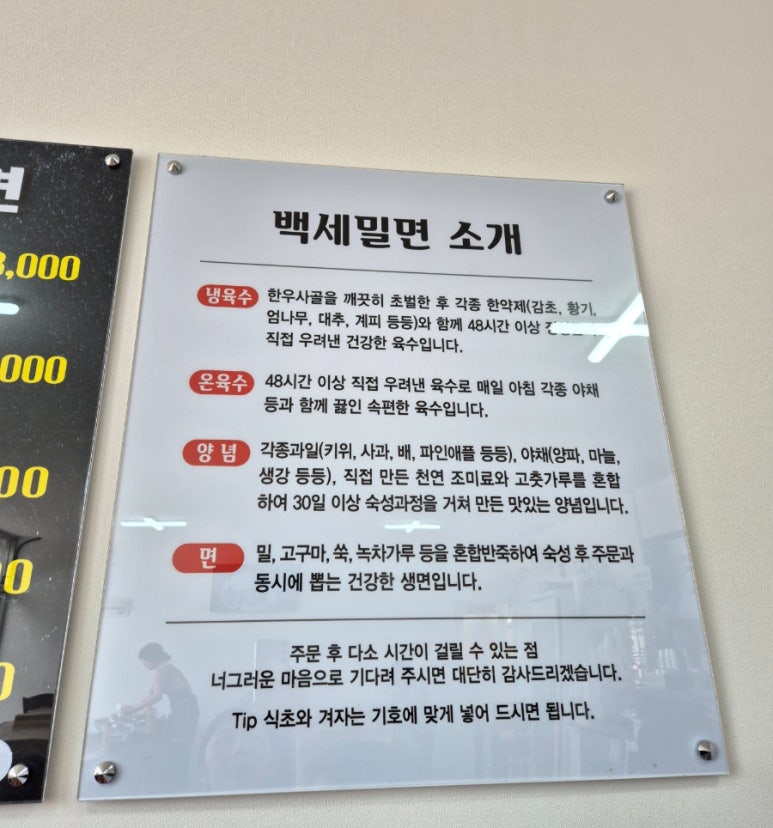 면
8,000
,000
00
0
0
백세밀면 소개
냉육수 한우사골을 깨끗히 초벌한 후 각종 한약제(감초, 황기,
엄나무, 대추, 계피 등등)와 함께 48시간 이상
직접 우려낸 건강한 육수입니다.
온육수 48시간 이상 직접 우려낸 육수로 매일 아침 각종 야채
등과 함께 끓인 속편한 육수입니다.
양념 각종과일(키위, 사과, 배, 파인애플 등등), 야채(양파, 마늘,
생강 등등), 직접 만든 천연 조미료와 고춧가루를 혼합
하여 30일 이상 숙성과정을 거쳐 만든 맛있는 양념입니다.
면 밀, 고구마, 쑥, 녹차가루 등을 혼합반죽하여 숙성 후 주문과
동시에 뽑는 건강한 생면입니다.
주문 후 다소 시간이 걸릴 수 있는 점
너그러운 마음으로 기다려 주시면 대단히 감사드리겠습니다.
Tip 식초와 겨자는 기호에 맞게 넣어 드시면 됩니다.